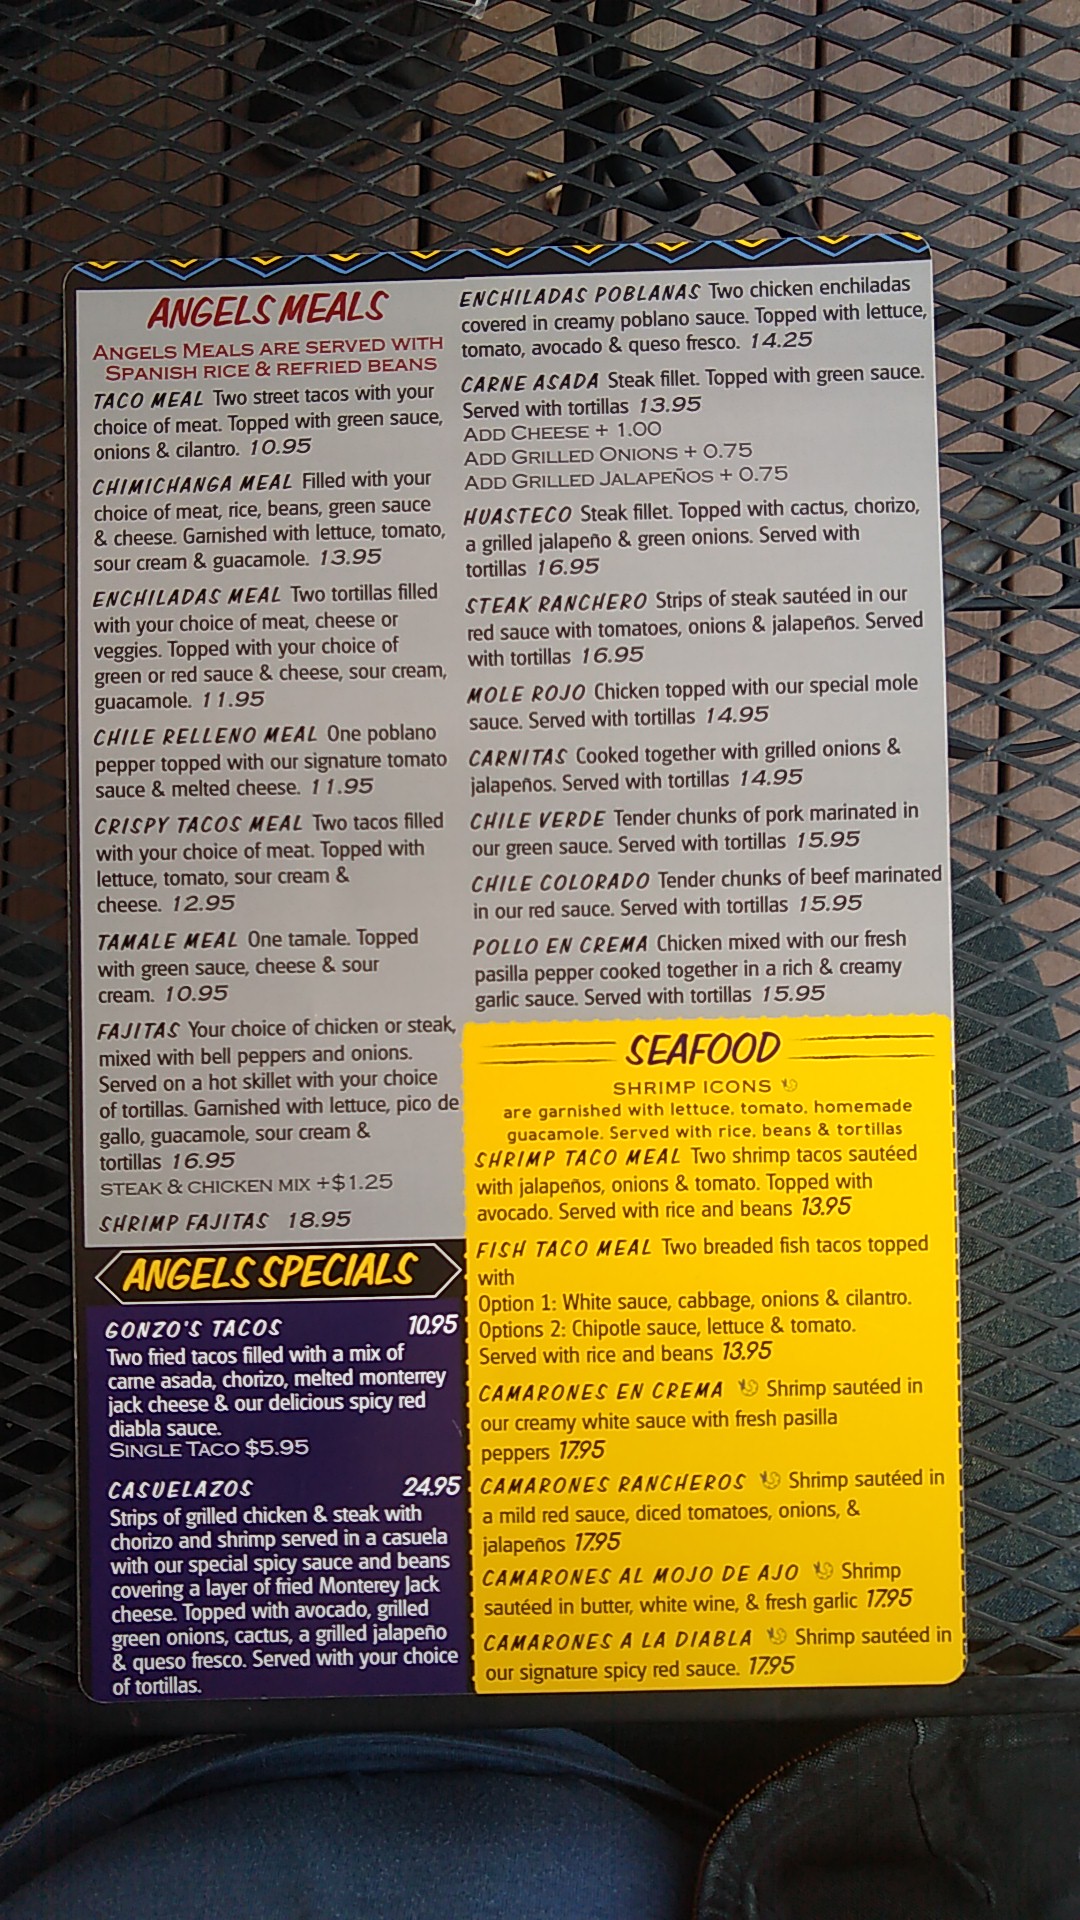 ANGELS MEALS
ANGELS MEALS ARE SERVED WITH
SPANISH RICE & REFRIED BEANS
TACO MEAL Two street tacos with your
choice of meat. Topped with green sauce,
onions & cilantro. 10.95
CHIMICHANGA MEAL Filled with your
choice of meat, rice, beans, green sauce
& cheese. Garnished with lettuce, tomato,
sour cream & guacamole. 13.95
ENCHILADAS MEAL Two tortillas filled
with your choice of meat, cheese or
veggies. Topped with your choice of
green or red sauce & cheese, sour cream,
guacamole. 11.95
CHILE RELLENO MEAL One poblano
pepper topped with our signature tomato
sauce & melted cheese. 11.95
CRISPY TACOS MEAL Two tacos filled
with your choice of meat. Topped with
lettuce, tomato, sour cream &
cheese. 12.95
TAMALE MEAL One tamale. Topped
with green sauce, cheese & sour
cream. 10.95
FAJITAS Your choice of chicken or steak,
mixed with bell peppers and onions.
Served on a hot skillet with your choice
of tortillas. Garnished with lettuce, pico de
gallo, guacamole, sour cream &
tortillas 16.95
STEAK & CHICKEN MIX +$1.25
SHRIMP FAJITAS 18.95
ANGELS SPECIALS
GONZO'S TACOS 10.95
Two fried tacos filled with a mix of
carne asada, chorizo, melted monterrey
jack cheese & our delicious spicy red
diabla sauce.
SINGLE TACO $5.95
CASUELAZOS 24.95
Strips of grilled chicken & steak with
chorizo and shrimp served in a casuela
with our special spicy sauce and beans
covering a layer of fried Monterey Jack
cheese. Topped with avocado, grilled
green onions, cactus, a grilled jalapeño
& queso fresco. Served with your choice
of tortillas.
ENCHILADAS POBLANAS Two chicken enchiladas
covered in creamy poblano sauce. Topped with lettuce,
tomato, avocado & queso fresco. 14.25
CARNE ASADA Steak fillet. Topped with green sauce.
Served with tortillas 13.95
ADD CHEESE + 1.00
ADD GRILLED ONIONS + 0.75
ADD GRILLED JALAPEÑOS + 0.75
HUASTECO Steak fillet. Topped with cactus, chorizo,
a grilled jalapeño & green onions. Served with
tortillas 16.95
STEAK RANCHERO Strips of steak sautéed in our
red sauce with tomatoes, onions & jalapeños. Served
with tortillas 16.95
MOLE ROJO Chicken topped with our special mole
sauce. Served with tortillas 14.95
CARNITAS Cooked together with grilled onions &
jalapeños. Served with tortillas 14.95
CHILE VERDE Tender chunks of pork marinated in
our green sauce. Served with tortillas 15.95
CHILE COLORADO Tender chunks of beef marinated
in our red sauce. Served with tortillas 15.95
POLLO EN CREMA Chicken mixed with our fresh
pasilla pepper cooked together in a rich & creamy
garlic sauce. Served with tortillas 15.95
SEAFOOD
SHRIMP ICONS
are garnished with lettuce, tomato, homemade
guacamole. Served with rice, beans & tortillas
SHRIMP TACO MEAL Two shrimp tacos sautéed
with jalapeños, onions & tomato. Topped with
avocado. Served with rice and beans 13.95
FISH TACO MEAL Two breaded fish tacos topped
with
Option 1: White sauce, cabbage, onions & cilantro.
Options 2: Chipotle sauce, lettuce & tomato.
Served with rice and beans 13.95
CAMARONES EN CREMA Shrimp sautéed in
our creamy white sauce with fresh pasilla
peppers 17.95
CAMARONES RANCHEROS Shrimp sautéed in
a mild red sauce, diced tomatoes, onions, &
jalapeños 17.95
CAMARONES AL MOJO DE AJO Shrimp
sautéed in butter, white wine, & fresh garlic 17.95
CAMARONES A LA DIABLA Shrimp sautéed in
our signature spicy red sauce. 17.95